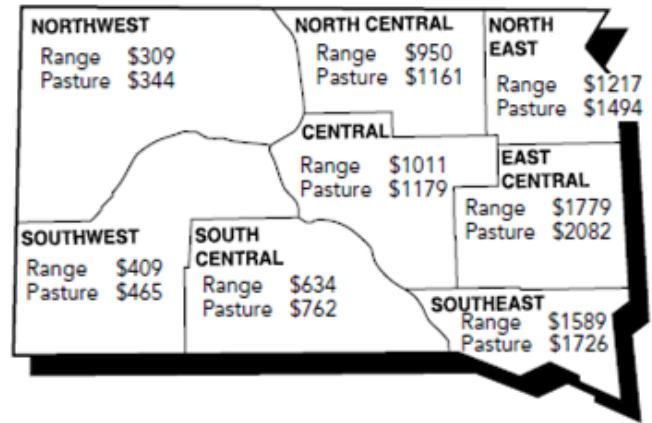 NORTHWEST
Range $309
Pasture $344
NORTH CENTRAL
Range $950
Pasture $1161
NORTH
EAST
Range $1217
Pasture $1494
CENTRAL
Range $1011
Pasture $1179
EAST
CENTRAL
Range $1779
Pasture $2082
SOUTHWEST
Range $409
Pasture $465
SOUTH
CENTRAL
Range $634
Pasture $762
SOUTHEAST
Range $1589
Pasture $1726